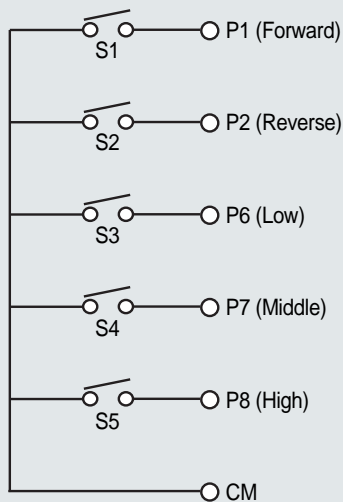 P1 (Forward)
S1
P2 (Reverse)
S2
P6 (Low)
S3
P7 (Middle)
S4
P8 (High)
S5
CM